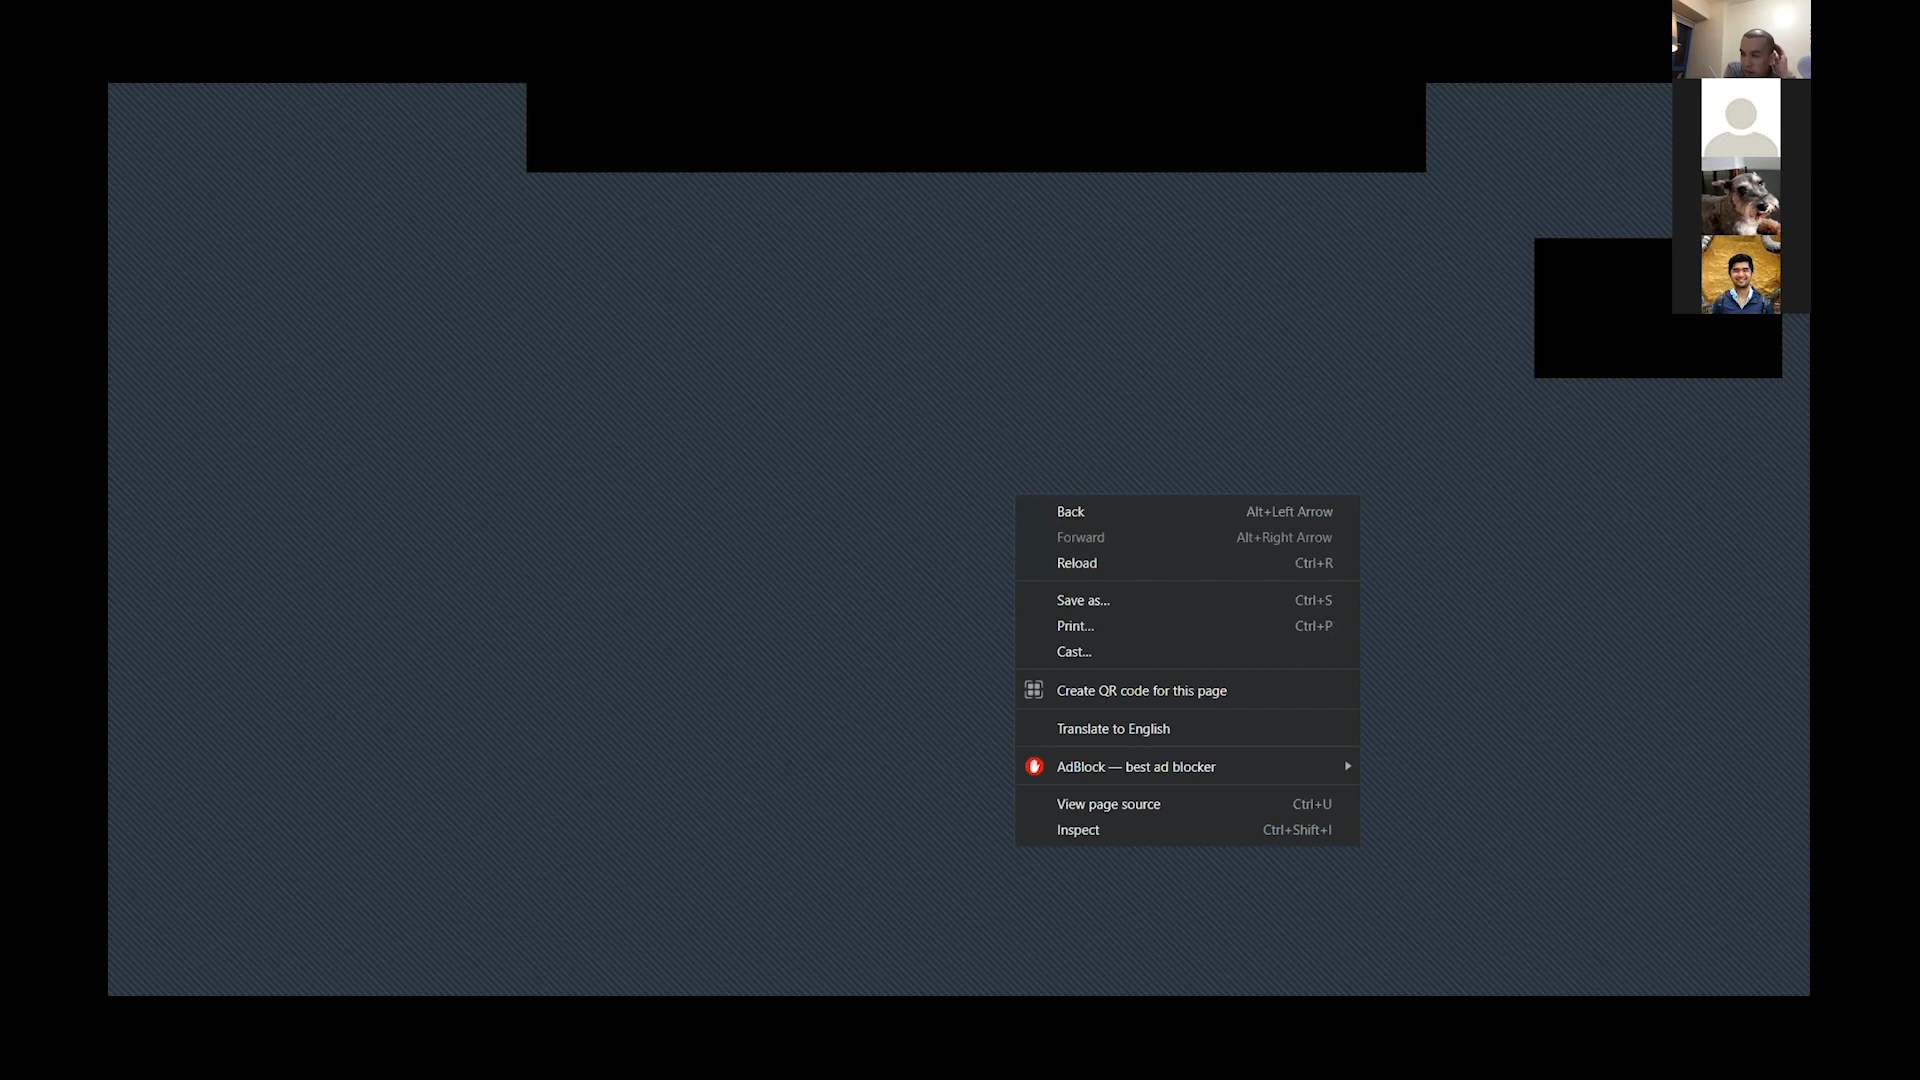 Back Alt+Left Arrow
Forward Alt+Right Arrow
Reload Ctrl+R
Save as... Ctrl+S
Print... Ctrl+P
Cast...
Create QR code for this page
Translate to English
AdBlock — best ad blocker
View page source Ctrl+U
Inspect Ctrl+Shift+I